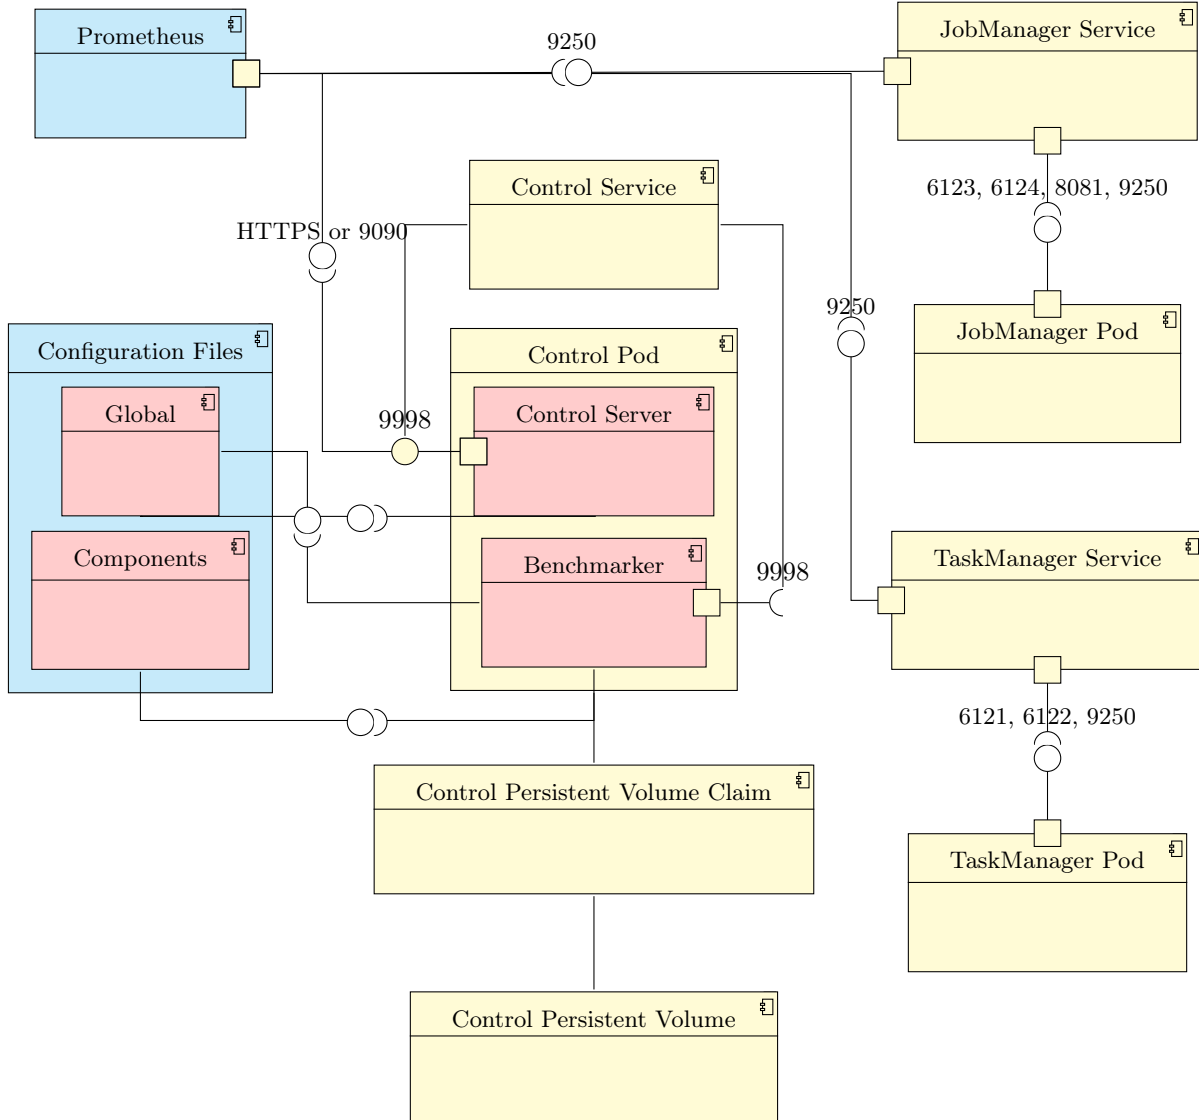 JobManager Service
Prometheus
9250
Control Service
6123, 6124, 8081, 9250
HTTPS or 9090
9250
JobManager Pod
Configuration Files
Control Pod
Global
Control Server
9998
Components
Benchmarker
9998
TaskManager Service
6121, 6122, 9250
Control Persistent Volume Claim
TaskManager Pod
Control Persistent Volume